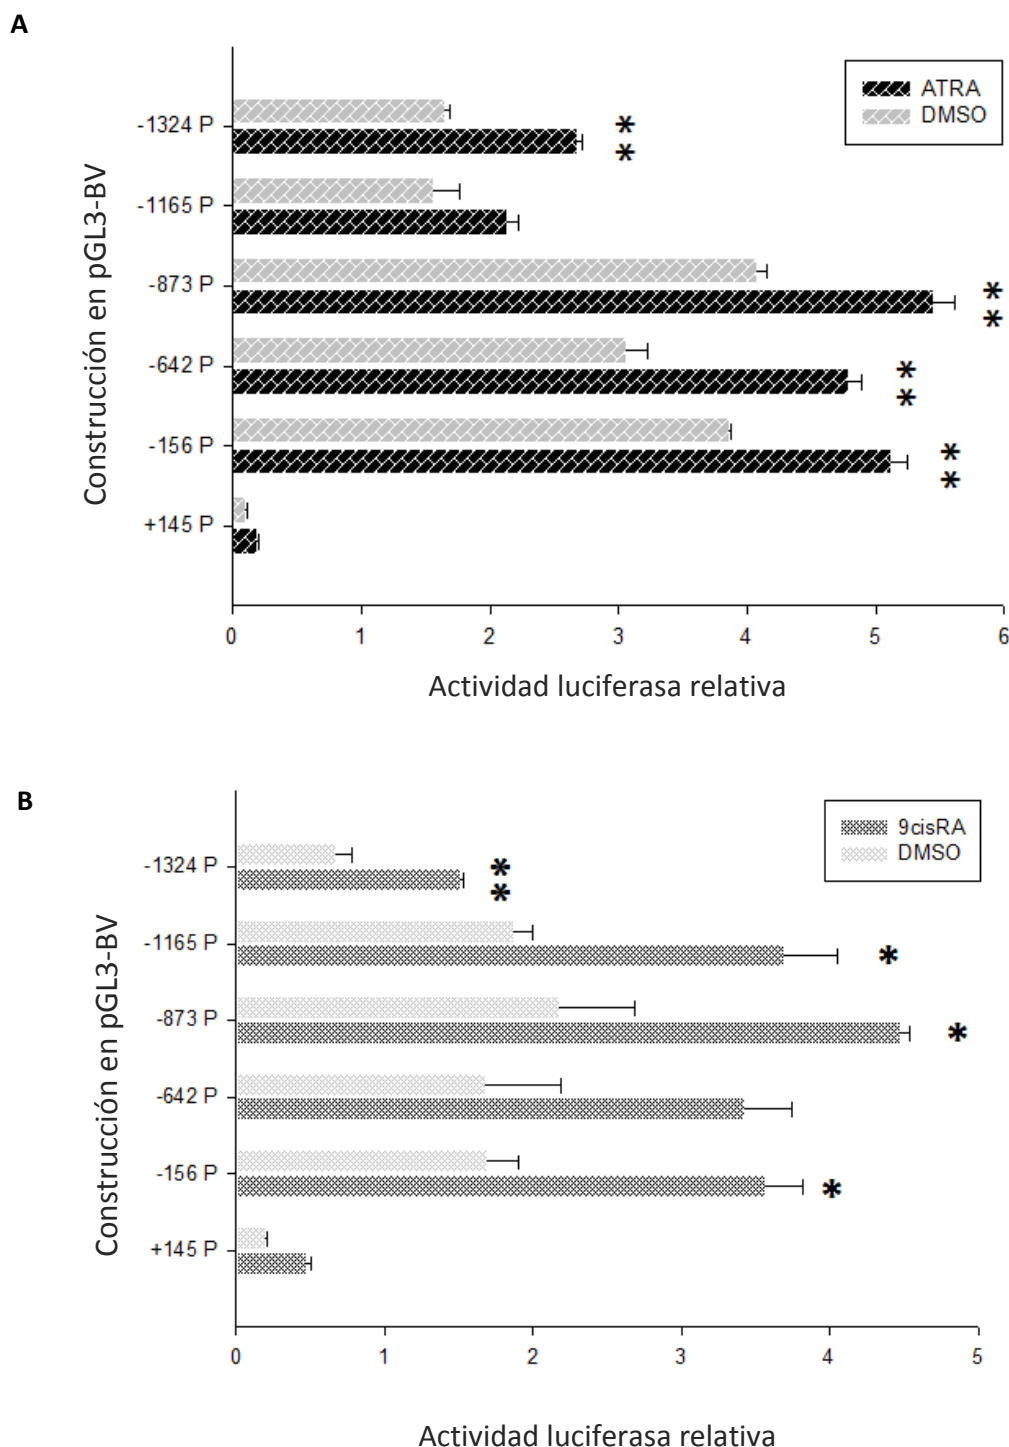 A
ATRA
DMSO
Construcción en pGL3-BV
-1324 P
**
-1165 P
-873 P
**
-642 P
**
-156 P
**
+145 P
0 1 2 3 4 5 6
Actividad luciferasa relativa
B
9cisRA
DMSO
Construcción en pGL3-BV
-1324 P
**
-1165 P
*
-873 P
*
-642 P
-156 P
*
+145 P
0 1 2 3 4 5
Actividad luciferasa relativa